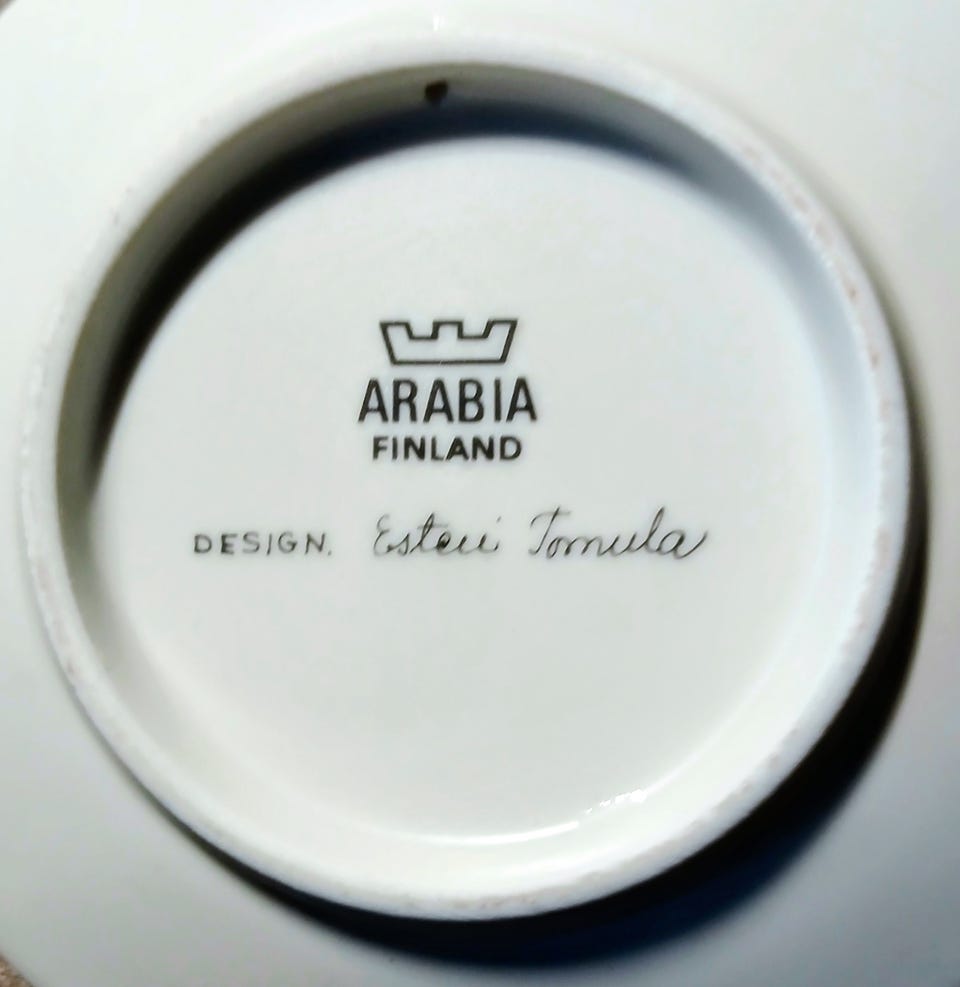 ARABIA
FINLAND
DESIGN. Esteri Tomula